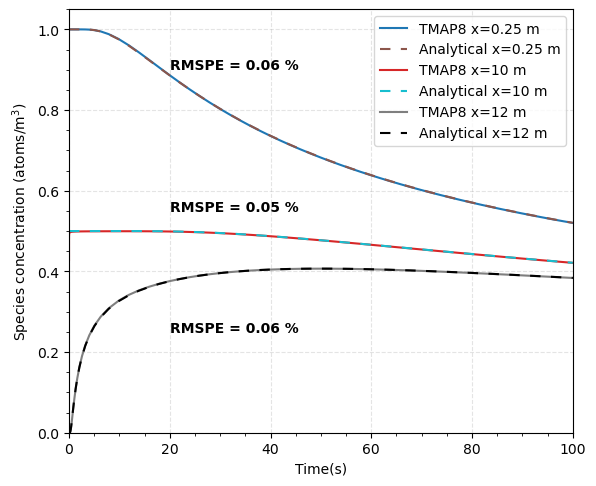 TMAP8 x=0.25 m
Analytical x=0.25 m
TMAP8 x=10 m
Analytical x=10 m
TMAP8 x=12 m
Analytical x=12 m
RMSPE = 0.06 %
RMSPE = 0.05 %
RMSPE = 0.06 %
Species concentration (atoms/m³)
1.0
0.8
0.6
0.4
0.2
0.0
0 20 40 60 80 100
Time(s)